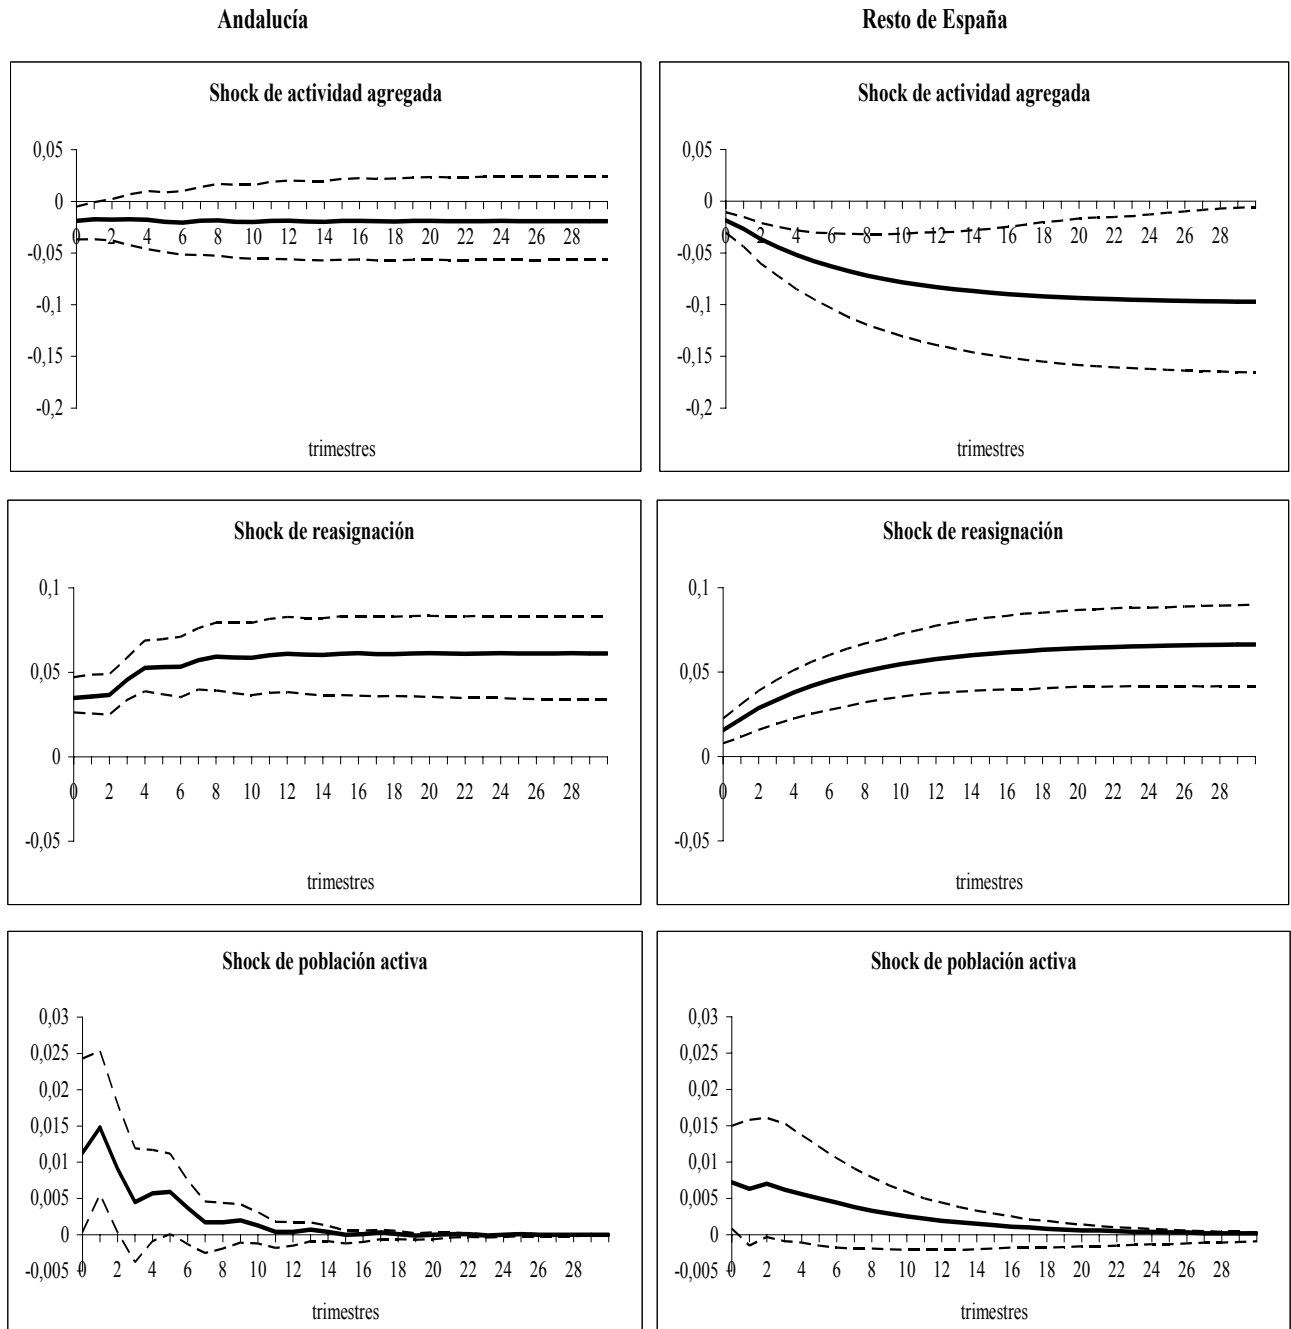 Andalucía Resto de España
Shock de actividad agregada
0,05
0
0 2 4 6 8 10 12 14 16 18 20 22 24 26 28
-0,05
-0,1
-0,15
-0,2
trimestres
Shock de actividad agregada
0,05
0
0 2 4 6 8 10 12 14 16 18 20 22 24 26 28
-0,05
-0,1
-0,15
-0,2
trimestres
Shock de reasignación
0,1
0,05
0
0 2 4 6 8 10 12 14 16 18 20 22 24 26 28
-0,05
trimestres
Shock de reasignación
0,1
0,05
0
0 2 4 6 8 10 12 14 16 18 20 22 24 26 28
-0,05
trimestres
Shock de población activa
0,03
0,025
0,02
0,015
0,01
0,005
0
-0,005 0 2 4 6 8 10 12 14 16 18 20 22 24 26 28
trimestres
Shock de población activa
0,03
0,025
0,02
0,015
0,01
0,005
0
-0,005 0 2 4 6 8 10 12 14 16 18 20 22 24 26 28
trimestres